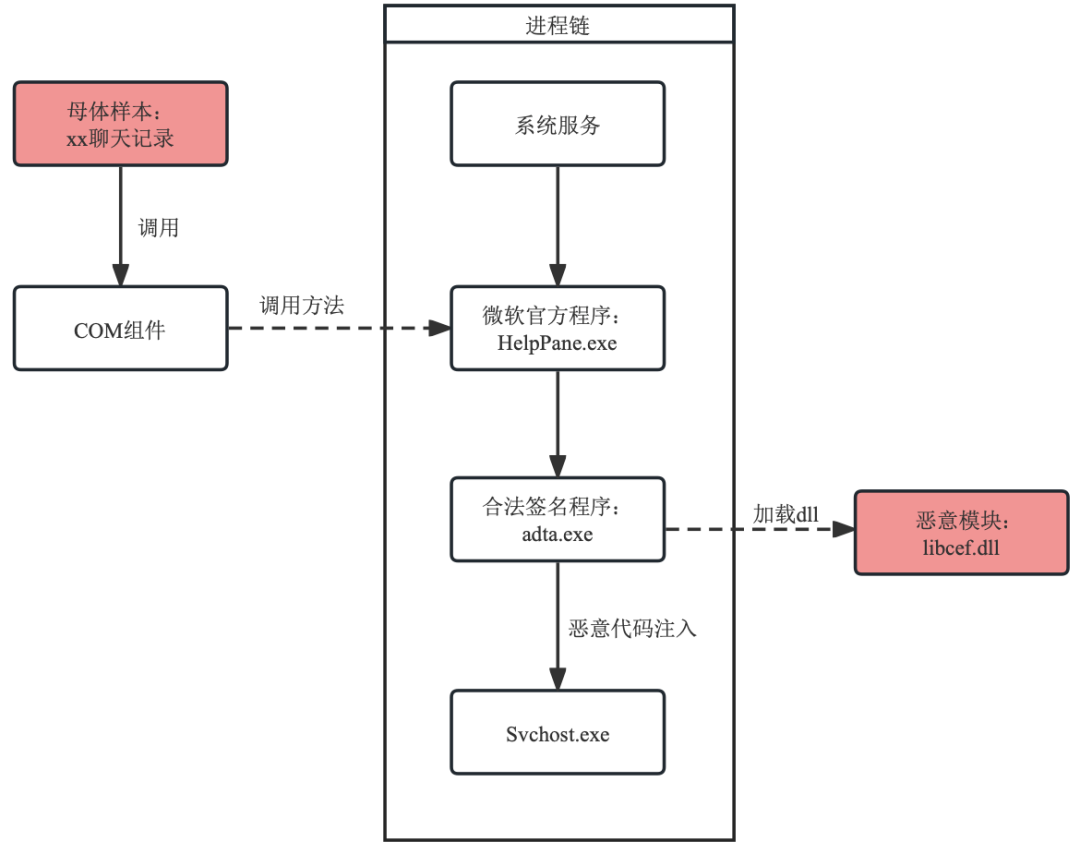 进程链
母体样本：
xx聊天记录
系统服务
调用
COM组件
调用方法
微软官方程序：
HelpPane.exe
合法签名程序：
adta.exe
加载dll
恶意模块：
libcef.dll
恶意代码注入
Svchost.exe